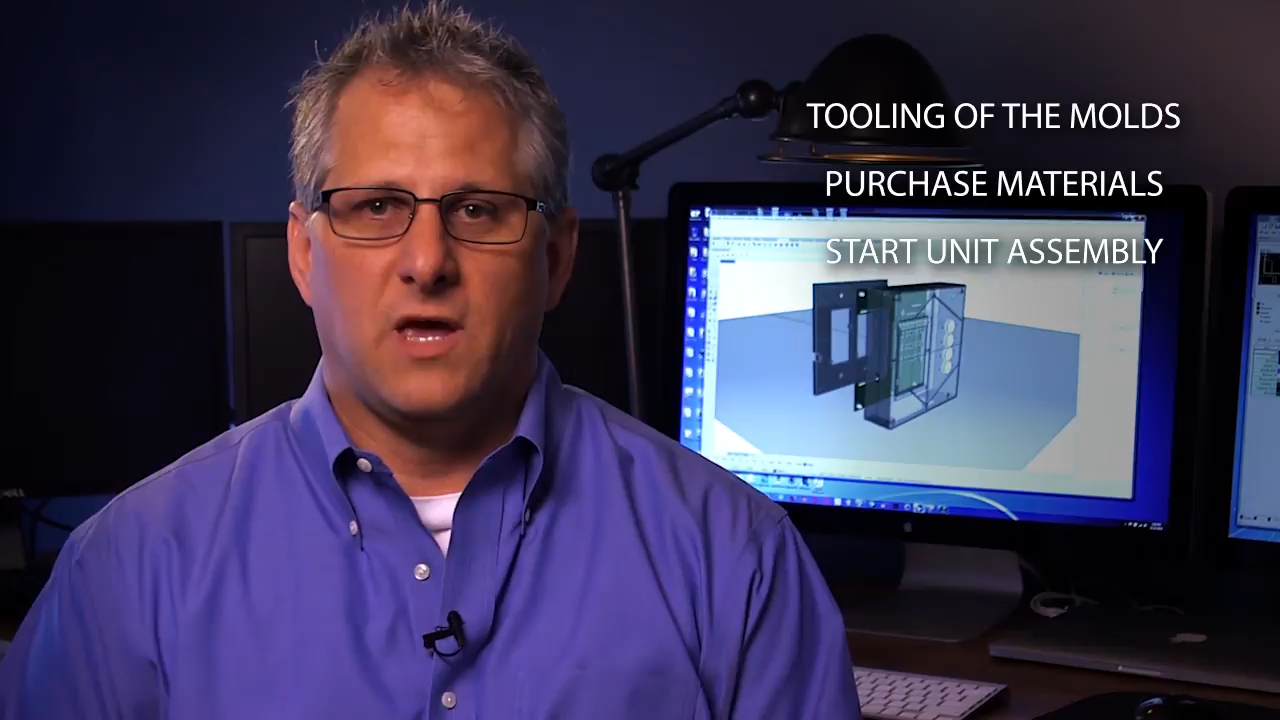 TOOLING OF THE MOLDS
PURCHASE MATERIALS
START UNIT ASSEMBLY